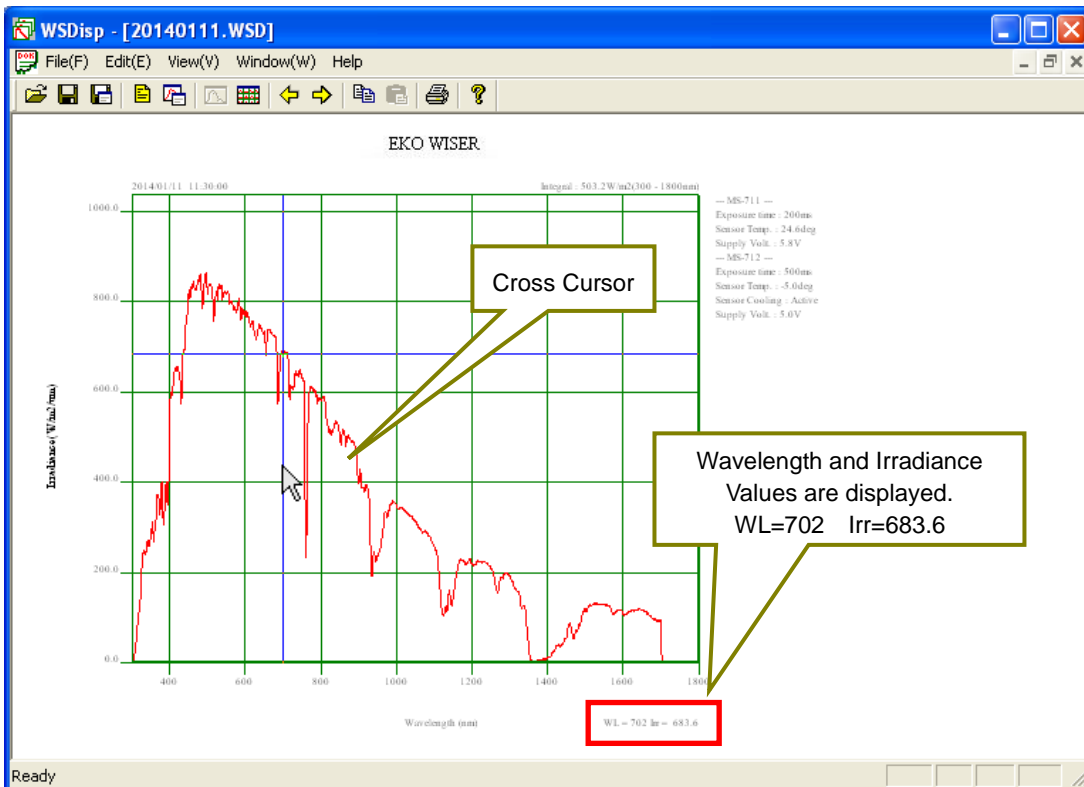 WSDisp - [20140111.WSD]
File(F) Edit(E) View(V) Window(W) Help
EKO WISER
2014/01/11 11:30:00 Integral : 503.2W/m2(300 - 1800nm)
--- MS-711 ---
Exposure time : 200ms
Sensor Temp. : 24.6deg
Supply Volt. : 5.8V
--- MS-712 ---
Exposure time : 500ms
Sensor Temp. : -5.0deg
Sensor Cooling : Active
Supply Volt. : 5.0V
Cross Cursor
Wavelength and Irradiance
Values are displayed.
WL=702 Irr=683.6
Irradiance(W/m2/nm)
1000.0
800.0
600.0
400.0
200.0
0.0
400 600 800 1000 1200 1400 1600 1800
Wavelength (nm)
WL = 702 Irr = 683.6
Ready